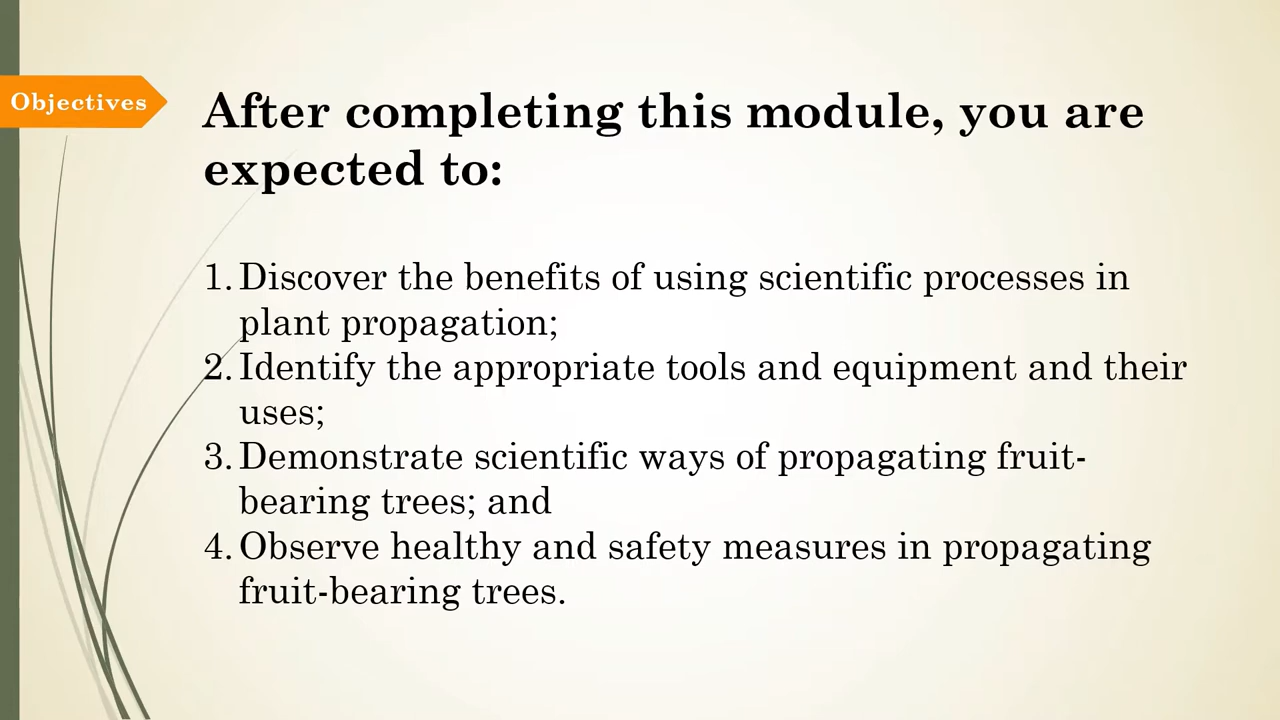 Objectives
After completing this module, you are
expected to:
1. Discover the benefits of using scientific processes in
plant propagation;
2. Identify the appropriate tools and equipment and their
uses;
3. Demonstrate scientific ways of propagating fruit-
bearing trees; and
4. Observe healthy and safety measures in propagating
fruit-bearing trees.